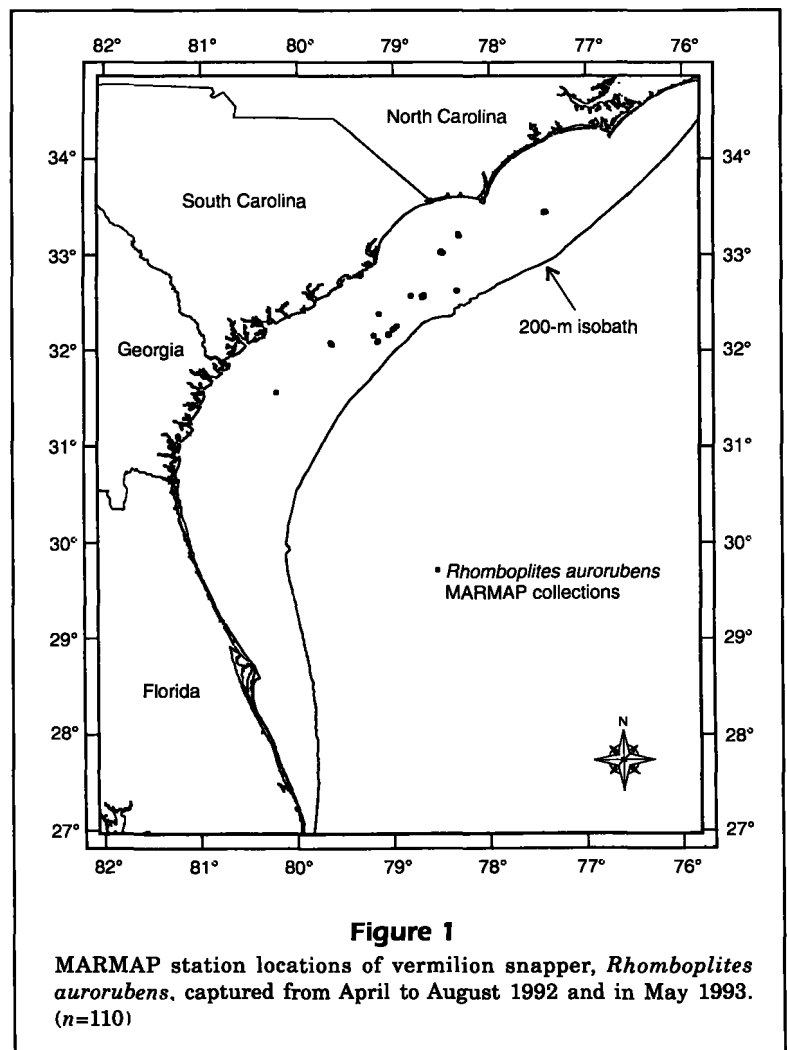 82° 81° 80° 79° 78° 77° 76°
North Carolina
34° 34°
South Carolina
33° 33°
200-m isobath
Georgia
32° 32°
31° 31°
30° 30°
Rhomboplites aurorubens
MARMAP collections
29° 29°
Florida
N
28° 28°
27° 27°
82° 81° 80° 79° 78° 77° 76°
Figure 1
MARMAP station locations of vermilion snapper, Rhomboplites
aurorubens, captured from April to August 1992 and in May 1993.
(n=110)